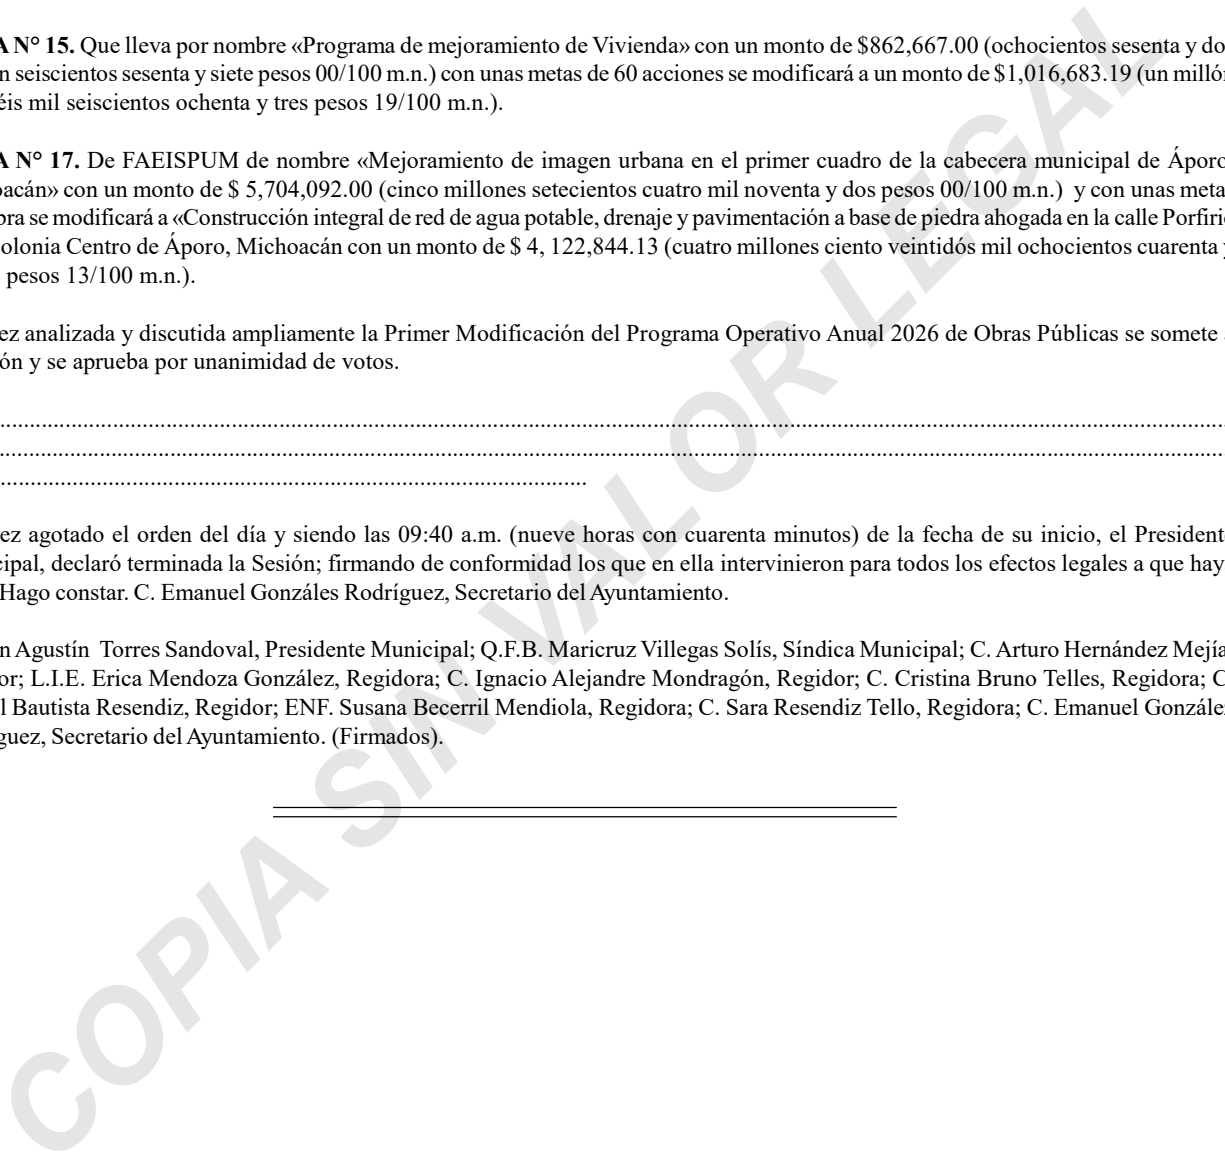 A N° 15. Que lleva por nombre «Programa de mejoramiento de Vivienda» con un monto de $862,667.00 (ochocientos sesenta y do
seiscientos sesenta y siete pesos 00/100 m.n.) con unas metas de 60 acciones se modificará a un monto de $1,016,683.19 (un millón
éis mil seiscientos ochenta y tres pesos 19/100 m.n.).
A N° 17. De FAEISPUM de nombre «Mejoramiento de imagen urbana en el primer cuadro de la cabecera municipal de Áporo
oacán» con un monto de $ 5,704,092.00 (cinco millones setecientos cuatro mil noventa y dos pesos 00/100 m.n.) y con unas meta
bra se modificará a «Construcción integral de red de agua potable, drenaje y pavimentación a base de piedra ahogada en la calle Porfirio
olonia Centro de Áporo, Michoacán con un monto de $ 4, 122,844.13 (cuatro millones ciento veintidós mil ochocientos cuarenta y
pesos 13/100 m.n.).
ez analizada y discutida ampliamente la Primer Modificación del Programa Operativo Anual 2026 de Obras Públicas se somete a
ón y se aprueba por unanimidad de votos.
ez agotado el orden del día y siendo las 09:40 a.m. (nueve horas con cuarenta minutos) de la fecha de su inicio, el Presidente
cipal, declaró terminada la Sesión; firmando de conformidad los que en ella intervinieron para todos los efectos legales a que hay
Hago constar. C. Emanuel Gonzáles Rodríguez, Secretario del Ayuntamiento.
n Agustín Torres Sandoval, Presidente Municipal; Q.F.B. Maricruz Villegas Solís, Síndica Municipal; C. Arturo Hernández Mejía
or; L.I.E. Erica Mendoza González, Regidora; C. Ignacio Alejandre Mondragón, Regidor; C. Cristina Bruno Telles, Regidora; C
l Bautista Resendiz, Regidor; ENF. Susana Becerril Mendiola, Regidora; C. Sara Resendiz Tello, Regidora; C. Emanuel González
guez, Secretario del Ayuntamiento. (Firmados).
COPIA SIN VALOR LEGAL